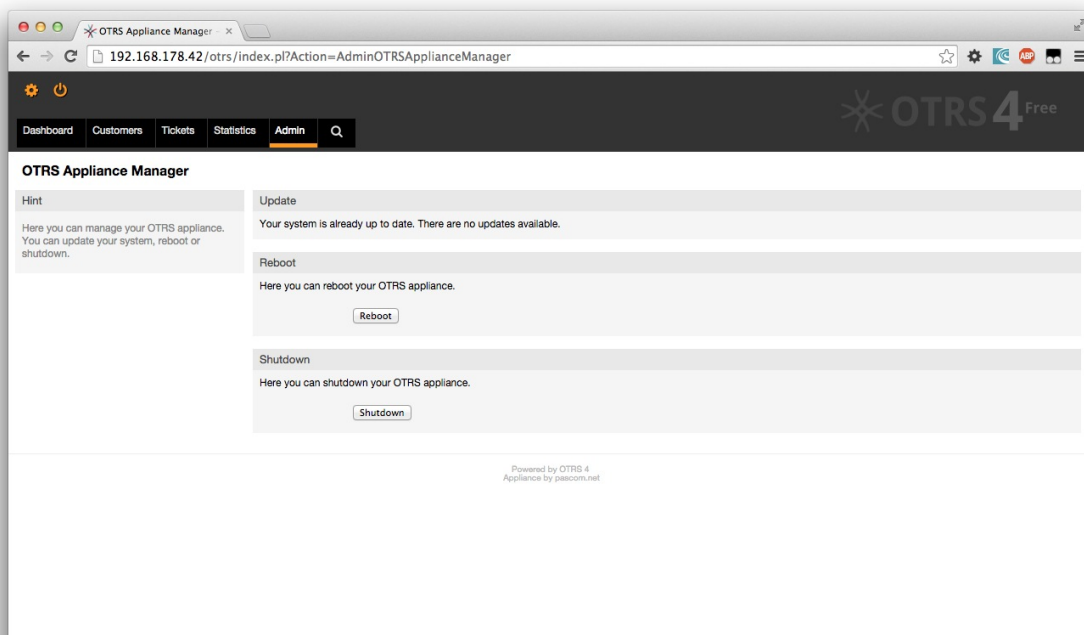 OTRS Appliance Manager - ×
192.168.178.42/otrs/index.pl?Action=AdminOTRSApplianceManager
ABP
OTRS 4 Free
Dashboard Customers Tickets Statistics Admin
OTRS Appliance Manager
Hint
Here you can manage your OTRS appliance.
You can update your system, reboot or
shutdown.
Update
Your system is already up to date. There are no updates available.
Reboot
Here you can reboot your OTRS appliance.
Reboot
Shutdown
Here you can shutdown your OTRS appliance.
Shutdown
Powered by OTRS 4
Appliance by pascom.net